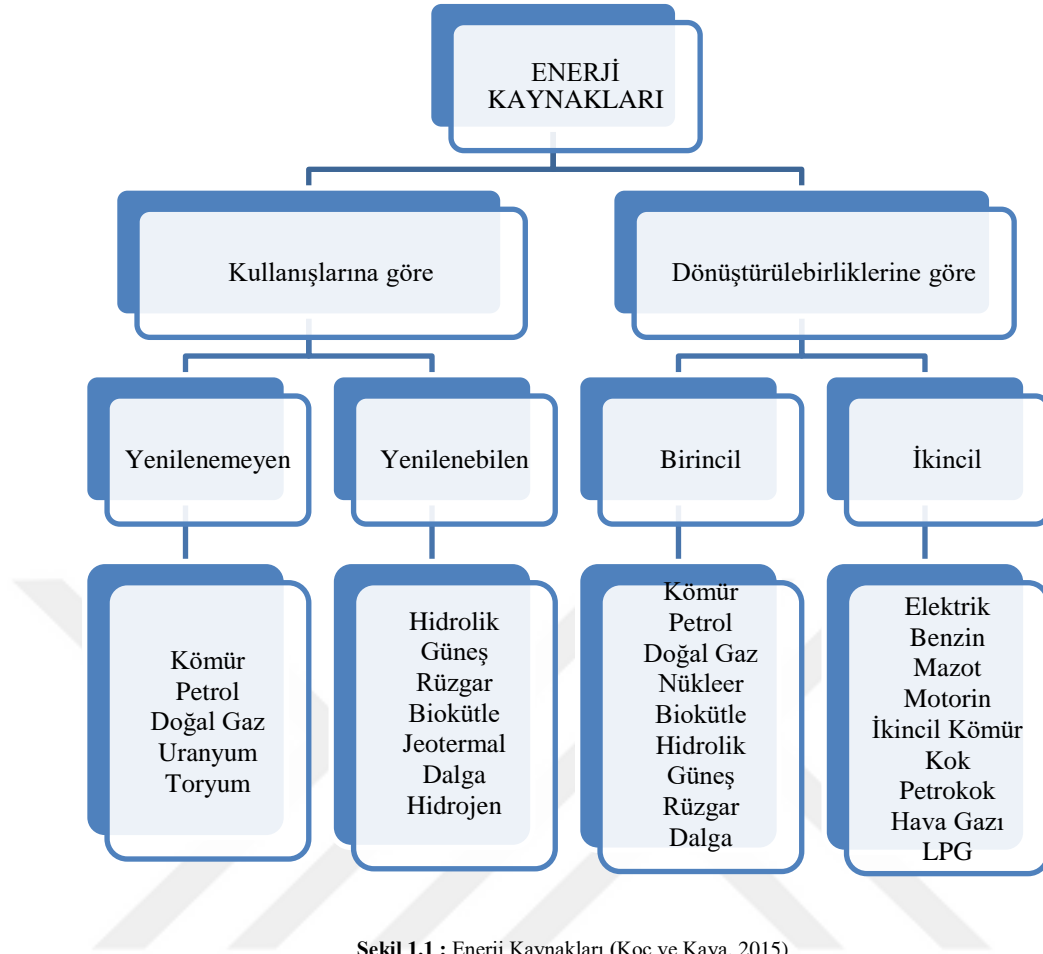 ENERJİ
KAYNAKLARI
Kullanışlarına göre
Dönüştürülebirliklerine göre
Yenilenemeyen
Yenilenebilen
Birincil
İkincil
Kömür
Petrol
Doğal Gaz
Uranyum
Toryum
Hidrolik
Güneş
Rüzgar
Biokütle
Jeotermal
Dalga
Hidrojen
Kömür
Petrol
Doğal Gaz
Nükleer
Biokütle
Hidrolik
Güneş
Rüzgar
Dalga
Elektrik
Benzin
Mazot
Motorin
İkincil Kömür
Kok
Petrokok
Hava Gazı
LPG
Şekil 1.1 : Enerji Kaynakları (Koç ve Kaya, 2015)